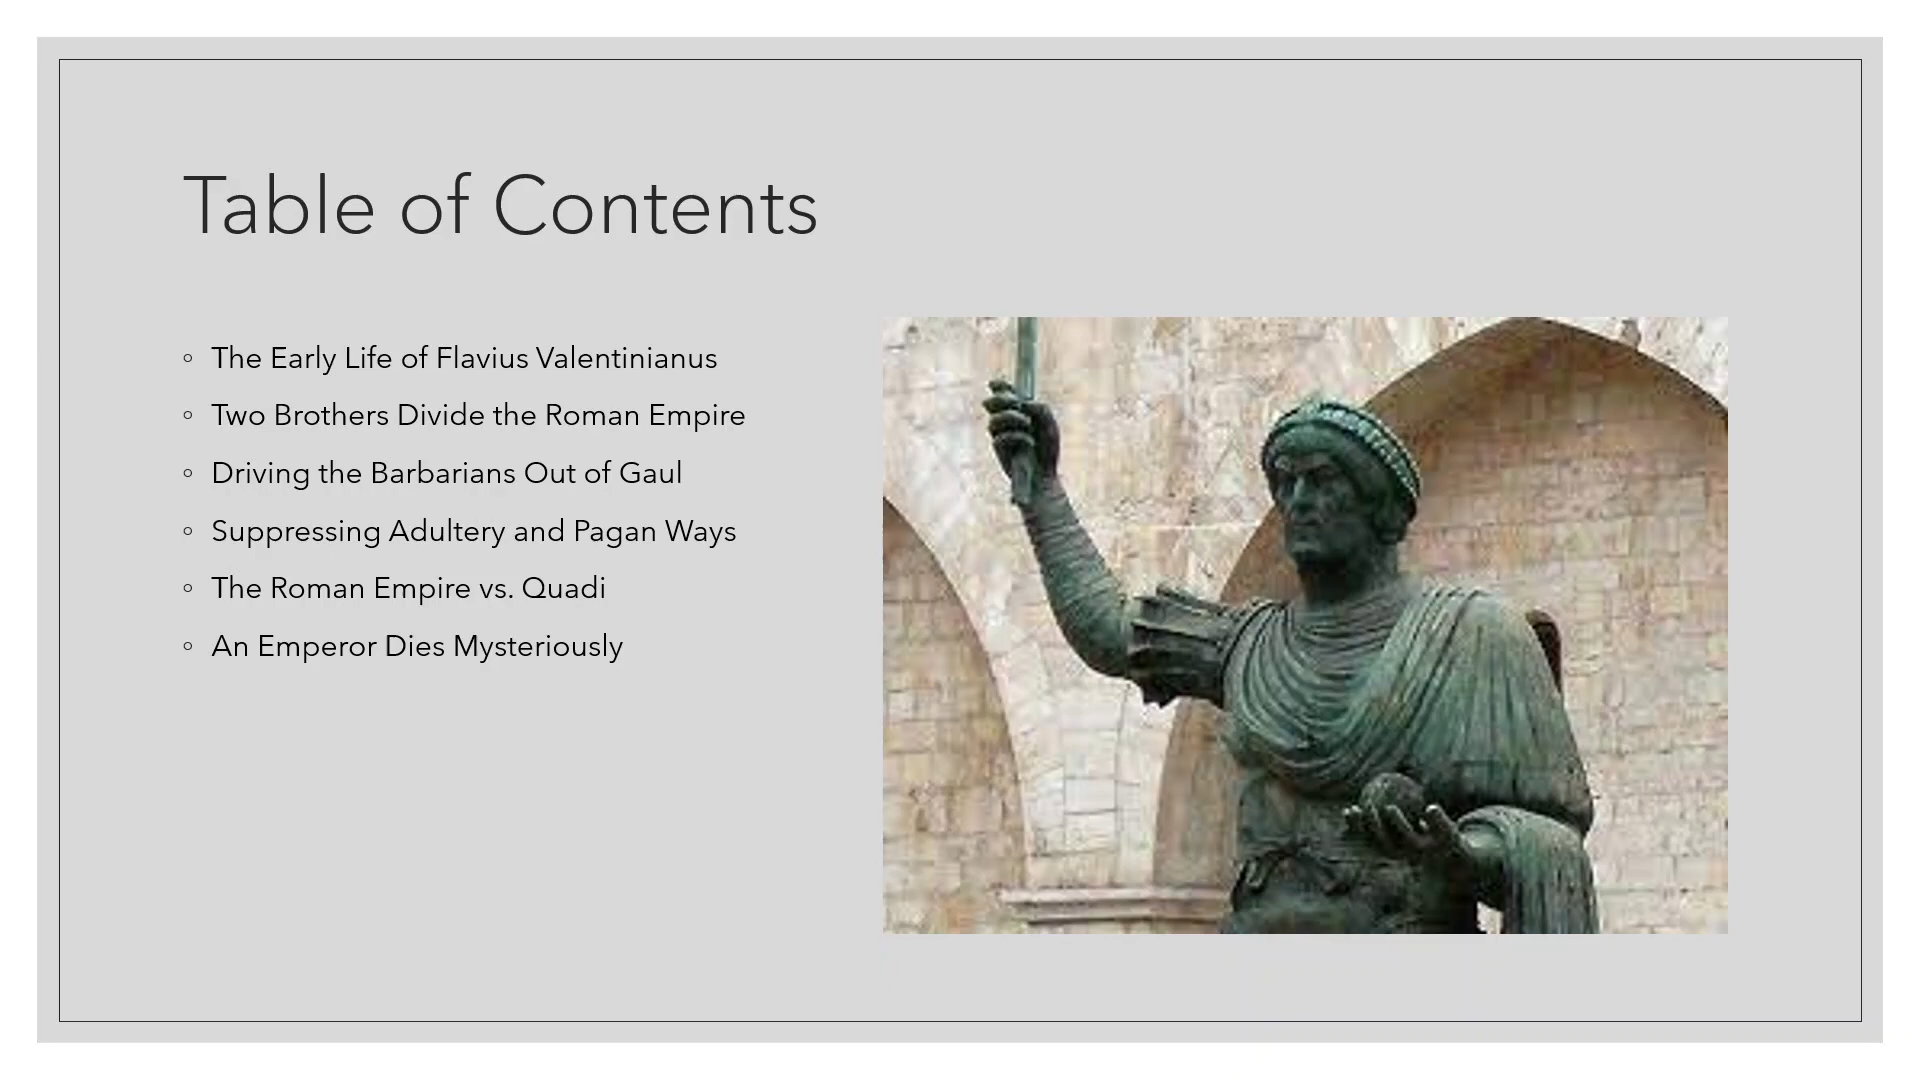 Table of Contents
◦ The Early Life of Flavius Valentinianus
◦ Two Brothers Divide the Roman Empire
◦ Driving the Barbarians Out of Gaul
◦ Suppressing Adultery and Pagan Ways
◦ The Roman Empire vs. Quadi
◦ An Emperor Dies Mysteriously